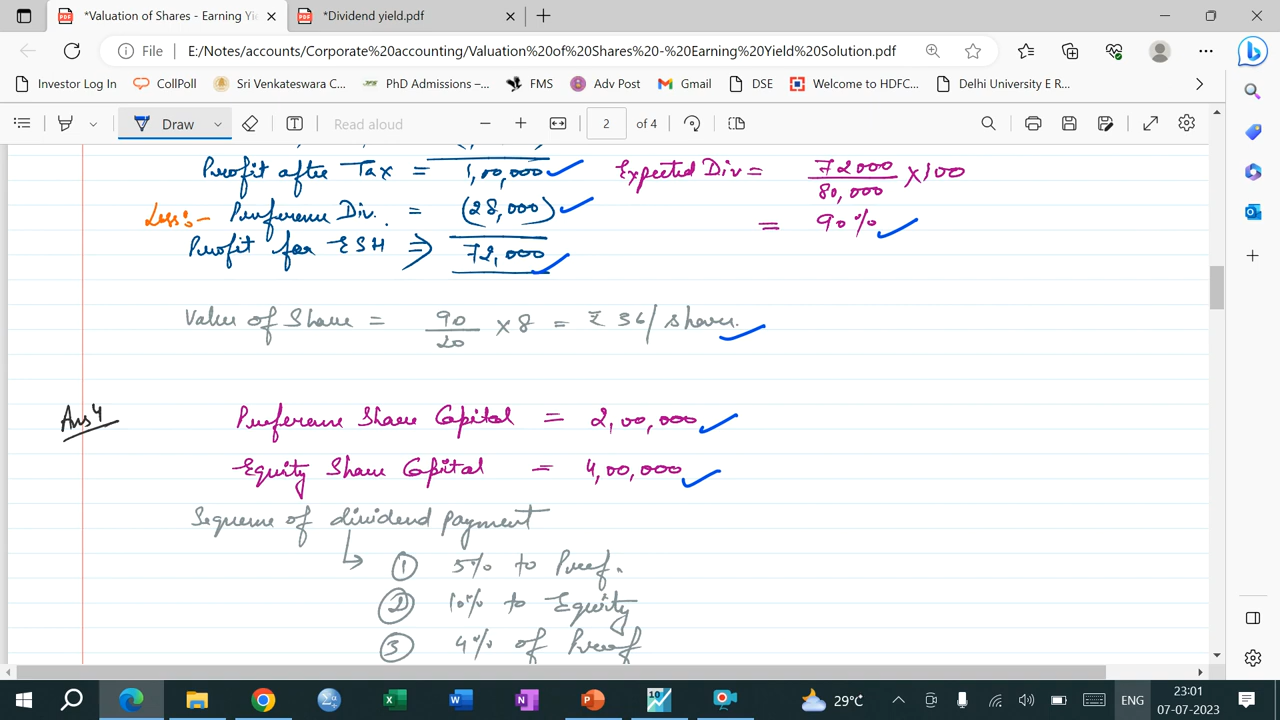 *Valuation of Shares - Earning Yi
*Dividend yield.pdf
File
E:/Notes/accounts/Corporate%20accounting/Valuation%20of%20Shares%20-%20Earning%20Yield%20Solution.pdf
Investor Log In
CollPoll
Sri Venkateswara C...
PhD Admissions –...
FMS
Adv Post
Gmail
DSE
Welcome to HDFC...
Delhi University E R...
Draw
Read aloud
2
of 4
Profit after Tax = 1,00,000
Less:- Preference Div. = (28,000)
Profit for ESH ⇒ 72,000
Expected Div = 72000 / 80,000 × 100
= 90%
Value of Share = 90 / 20 × 8 = ₹ 36/share.
Ans 4
Preference Share Capital = 2,00,000
Equity Share Capital = 4,00,000
Sequence of dividend payment
① 5% to Pref.
② 10% to Equity
③ 4% of Pref
29°C
ENG
23:01
07-07-2023